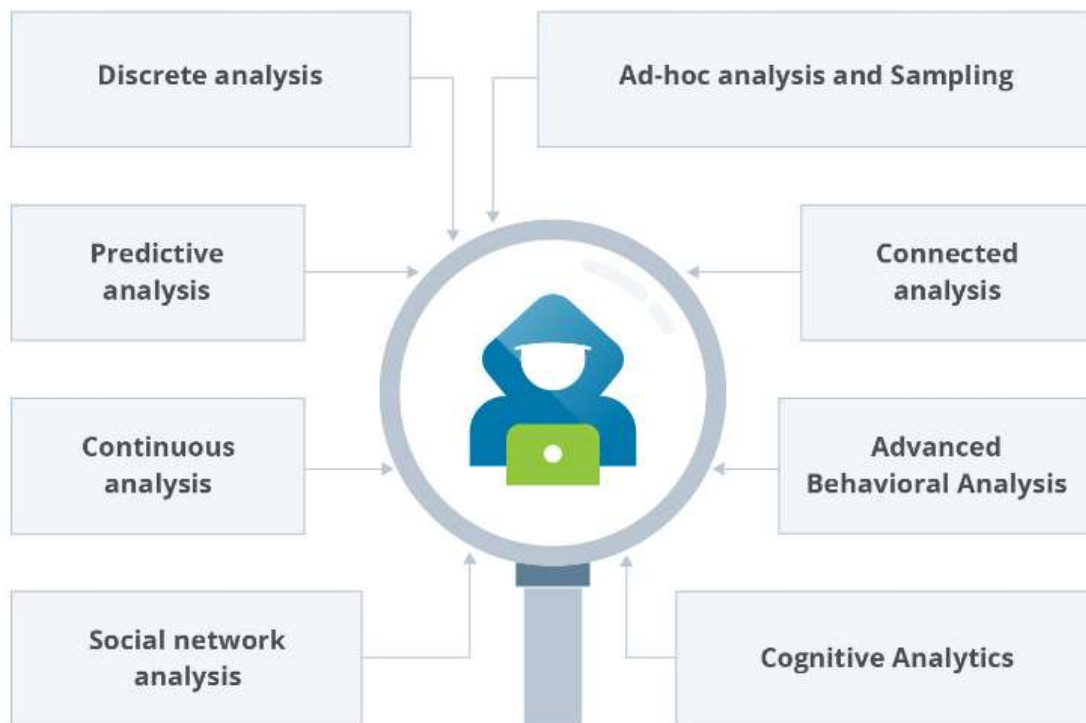 Discrete analysis
Ad-hoc analysis and Sampling
Predictive
analysis
Connected
analysis
Continuous
analysis
Advanced
Behavioral Analysis
Social network
analysis
Cognitive Analytics